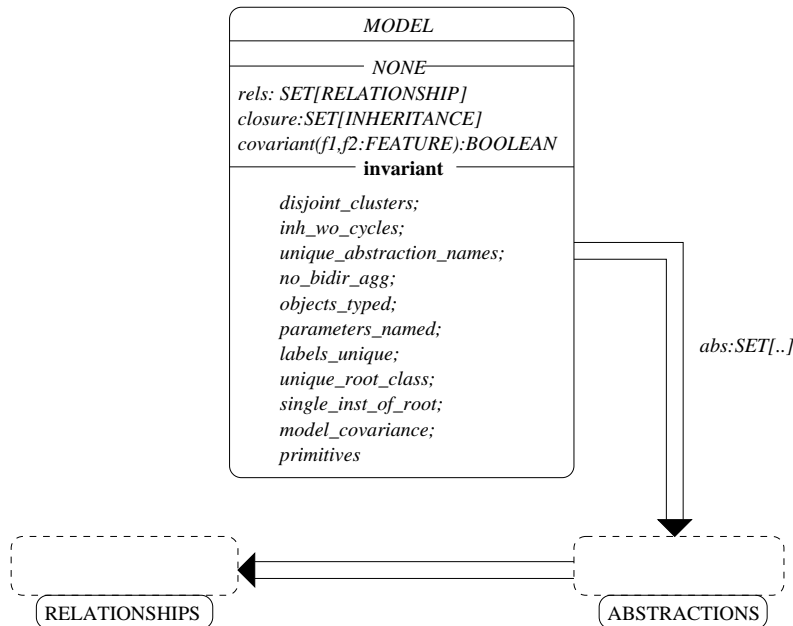 MODEL
NONE
rels: SET[RELATIONSHIP]
closure:SET[INHERITANCE]
covariant(f1,f2:FEATURE):BOOLEAN
invariant
disjoint_clusters;
inh_wo_cycles;
unique_abstraction_names;
no_bidir_agg;
objects_typed;
parameters_named;
labels_unique;
unique_root_class;
single_inst_of_root;
model_covariance;
primitives
abs:SET[..]
RELATIONSHIPS
ABSTRACTIONS